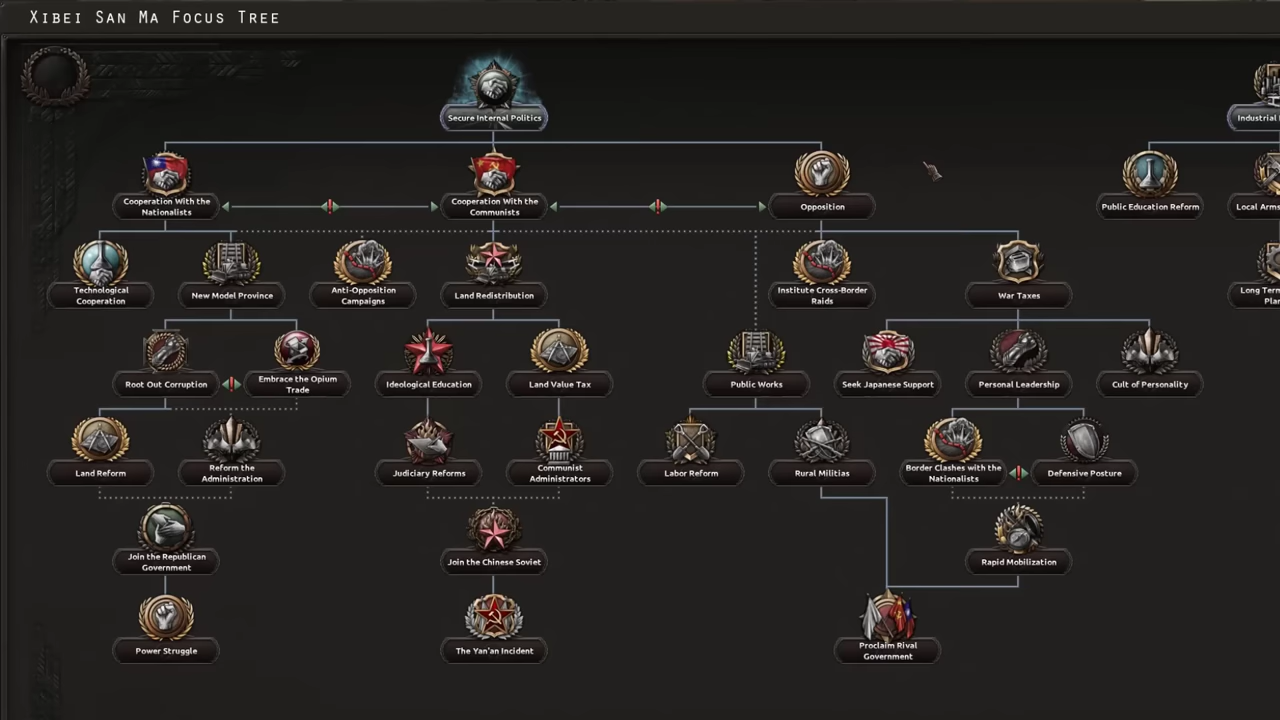 Xibei San Ma Focus Tree
Secure Internal Politics
Industrial
Cooperation With the
Nationalists
Cooperation With the
Communists
Opposition
Public Education Reform
Local Arms
Technological
Cooperation
New Model Province
Anti-Opposition
Campaigns
Land Redistribution
Institute Cross-Border
Raids
War Taxes
Long Term
Plan
Root Out Corruption
Embrace the Opium
Trade
Ideological Education
Land Value Tax
Public Works
Seek Japanese Support
Personal Leadership
Cult of Personality
Land Reform
Reform the
Administration
Judiciary Reforms
Communist
Administrators
Labor Reform
Rural Militias
Border Clashes with the
Nationalists
Defensive Posture
Join the Republican
Government
Join the Chinese Soviet
Rapid Mobilization
Power Struggle
The Yan'an Incident
Proclaim Rival
Government